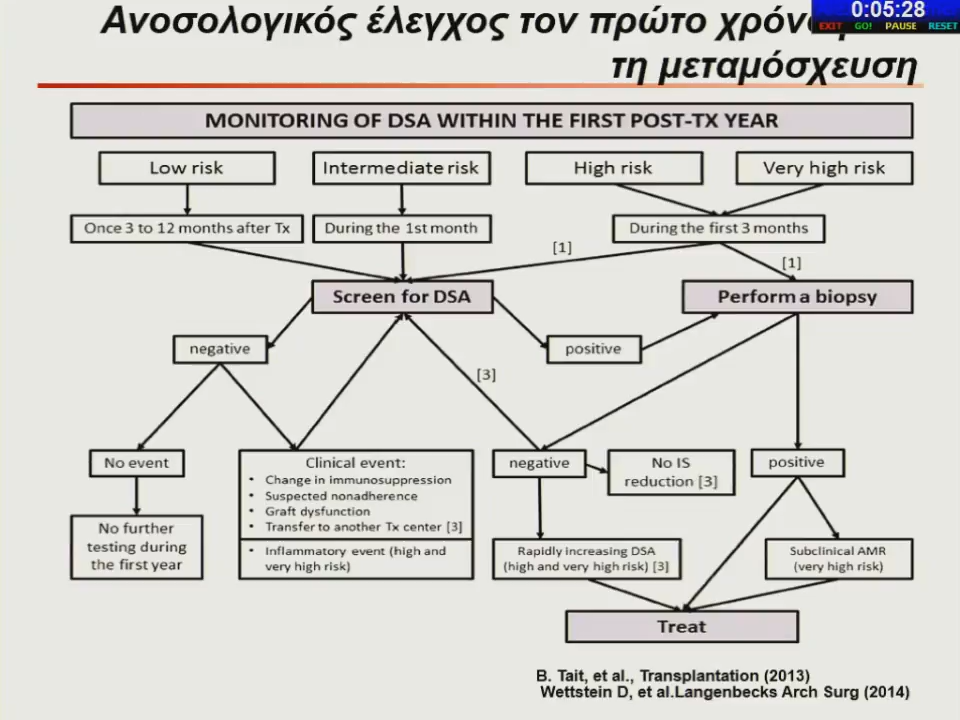 Ανοσολογικός έλεγχος τον πρώτο χρόνο
τη μεταμόσχευση
0:05:28
EXIT GO! PAUSE RESET
MONITORING OF DSA WITHIN THE FIRST POST-TX YEAR
Low risk
Intermediate risk
High risk
Very high risk
Once 3 to 12 months after Tx
During the 1st month
During the first 3 months
[1]
[1]
Screen for DSA
Perform a biopsy
negative
positive
[3]
No event
Clinical event:
• Change in immunosuppression
• Suspected nonadherence
• Graft dysfunction
• Transfer to another Tx center [3]
• Inflammatory event (high and
very high risk)
negative
No IS
reduction [3]
positive
No further
testing during
the first year
Rapidly increasing DSA
(high and very high risk) [3]
Subclinical AMR
(very high risk)
Treat
B. Tait, et al., Transplantation (2013)
Wettstein D, et al.Langenbecks Arch Surg (2014)